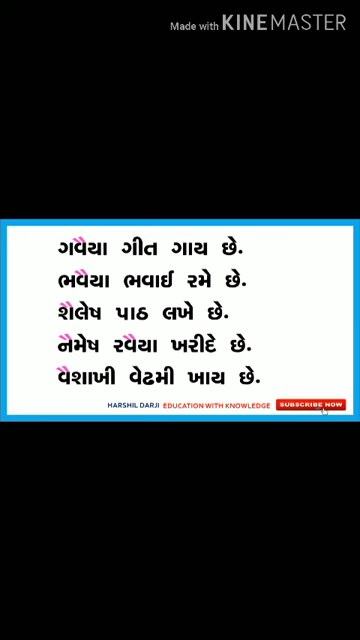 Made with KINEMASTER
ગવૈયા ગીત ગાય છે.
ભવૈયા ભવાઈ રમે છે.
શૈલેષ પાઠ લખે છે.
નૈમેષ રવૈયા ખરીદે છે.
વૈશાખી વેઢમી ખાય છે.
HARSHIL DARJI EDUCATION WITH KNOWLEDGE SUBSCRIBE NOW